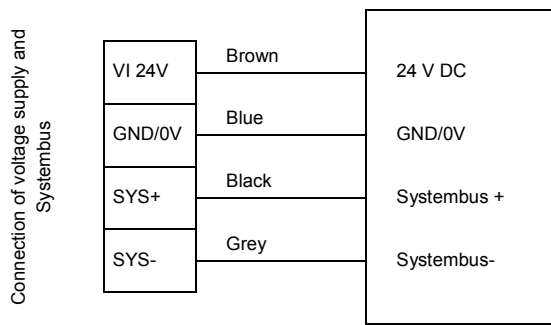 Connection of voltage supply and
Systembus
VI 24V Brown 24 V DC
GND/0V Blue GND/0V
SYS+ Black Systembus +
SYS- Grey Systembus-